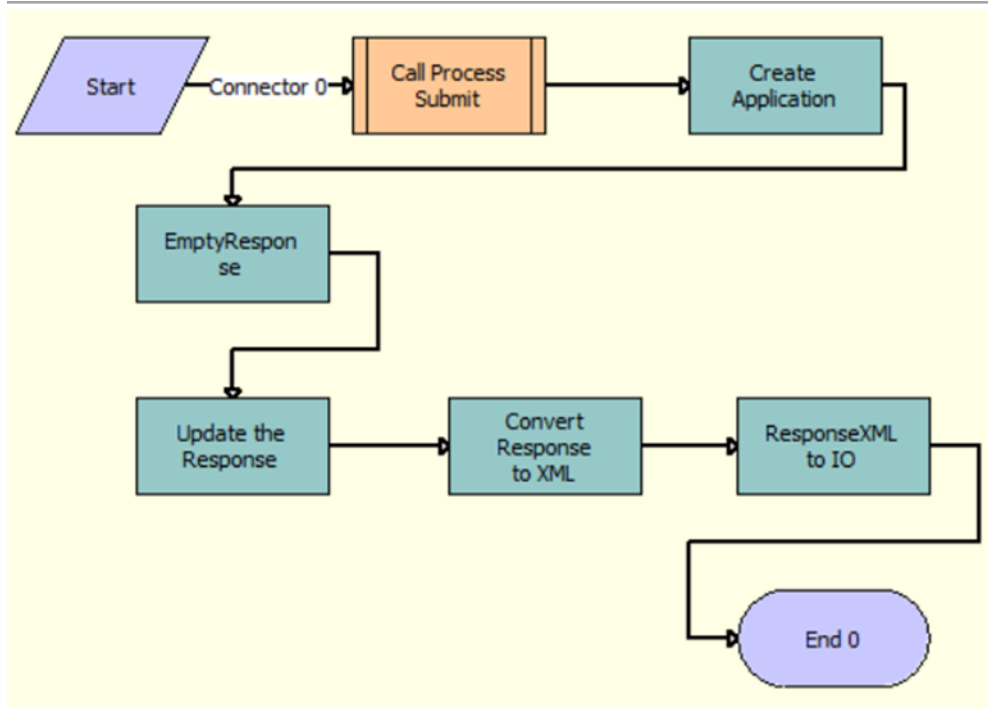 Start
Connector 0
Call Process
Submit
Create
Application
EmptyRespon
se
Update the
Response
Convert
Response
to XML
ResponseXML
to IO
End 0